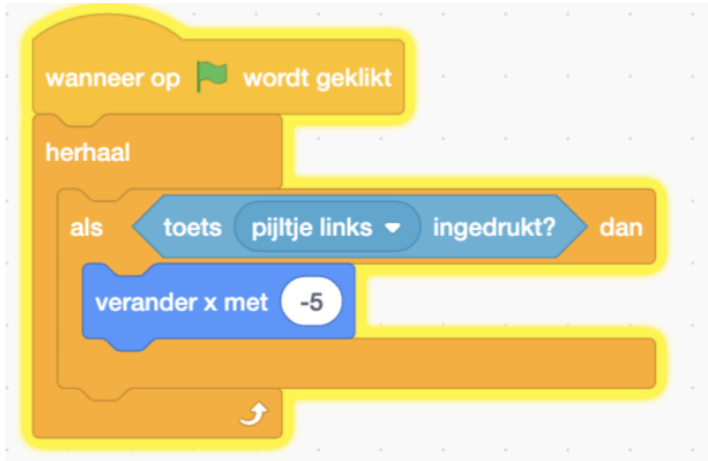 wanneer op wordt geklikt
herhaal
als toets pijltje links ingedrukt? dan
verander x met -5